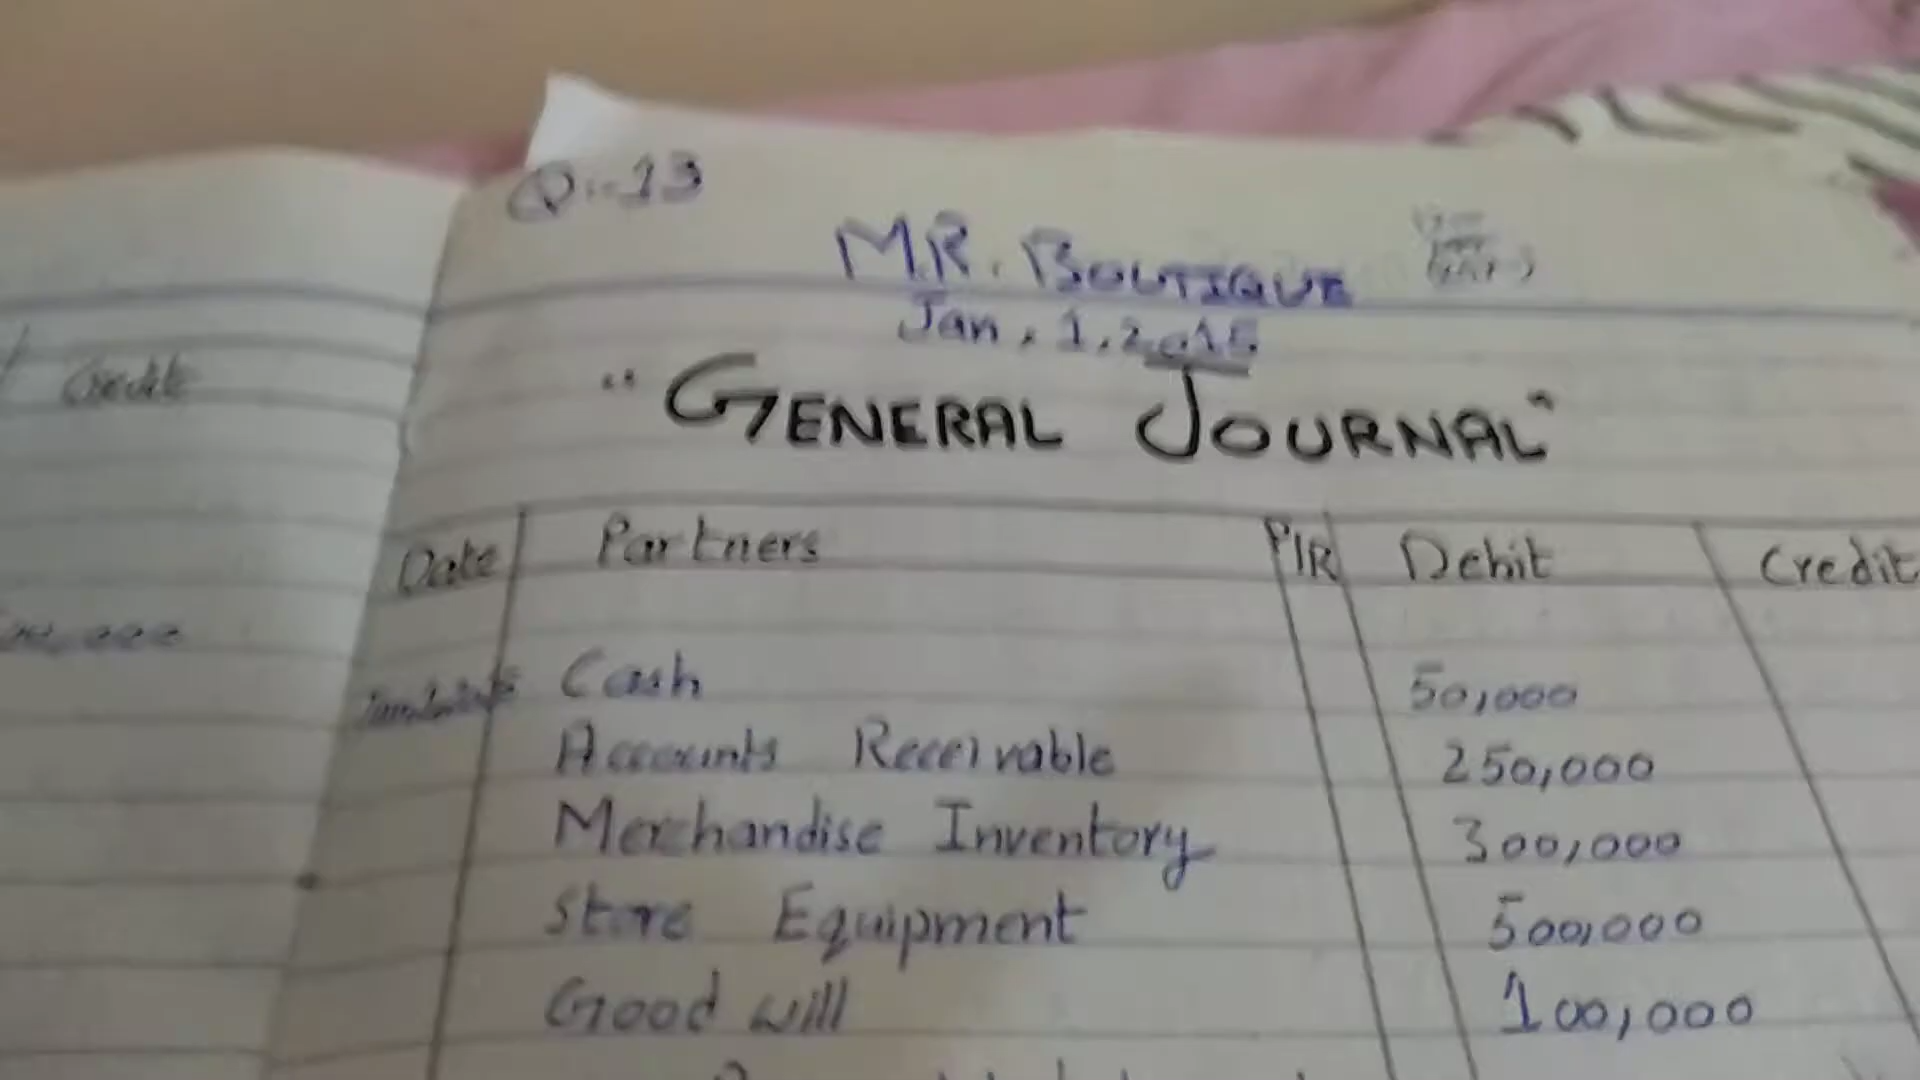 Credit
Q:-13
M.R. BOUTIQUE
Jan, 1, 2015
"GENERAL JOURNAL"
Date Partners P/R Debit Credit
Cash 50,000
Accounts Receivable 250,000
Merchandise Inventory 300,000
Store Equipment 500,000
Good will 100,000